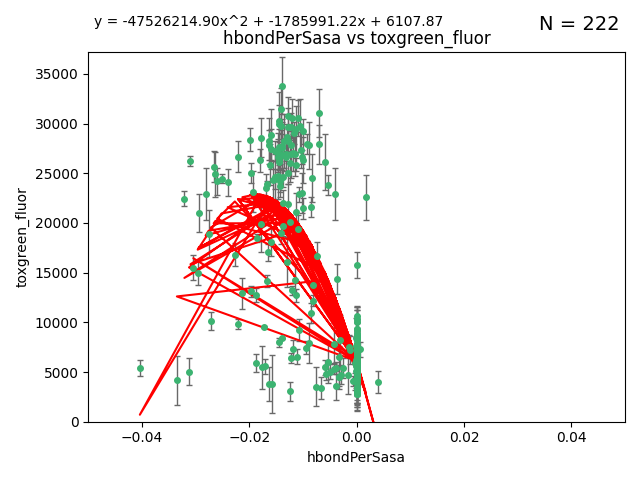 y = -47526214.90x^2 + -1785991.22x + 6107.87
N = 222
hbondPerSasa vs toxgreen_fluor
35000
30000
25000
20000
15000
10000
5000
0
toxgreen_fluor
−0.04
−0.02
0.00
0.02
0.04
hbondPerSasa